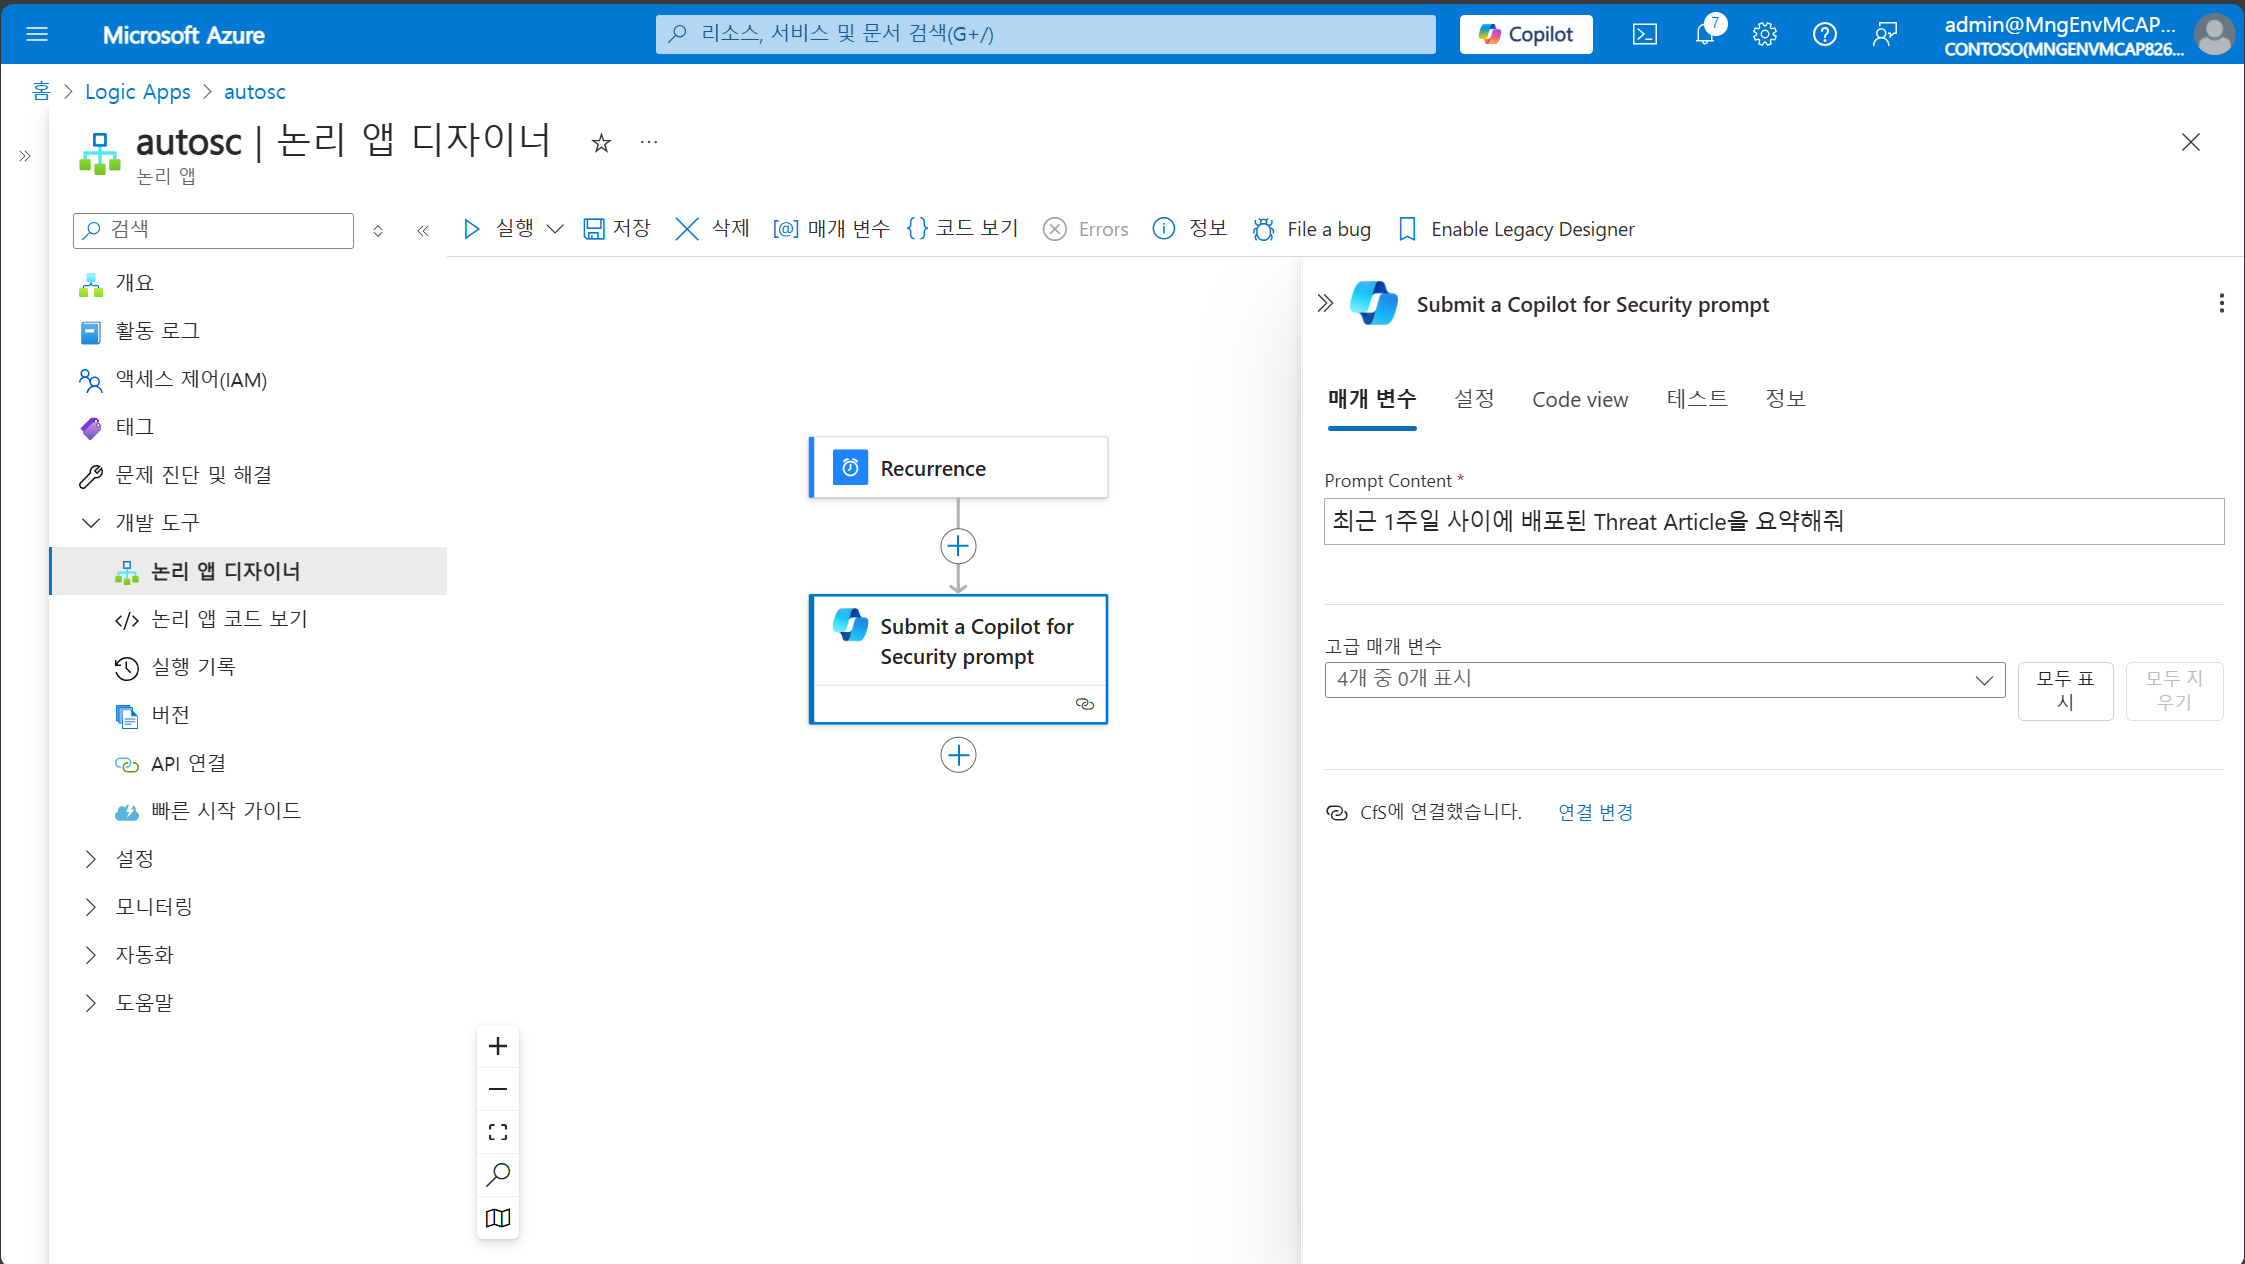 Microsoft Azure
리소스, 서비스 및 문서 검색(G+/)
Copilot
7
admin@MngEnvMCAP...
CONTOSO(MNGENVMCAP826...
홈 > Logic Apps > autosc
autosc | 논리 앱 디자이너
논리 앱
검색
실행
저장
삭제
매개 변수
코드 보기
Errors
정보
File a bug
Enable Legacy Designer
개요
활동 로그
액세스 제어(IAM)
태그
문제 진단 및 해결
개발 도구
논리 앱 디자이너
논리 앱 코드 보기
실행 기록
버전
API 연결
빠른 시작 가이드
설정
모니터링
자동화
도움말
Recurrence
Submit a Copilot for
Security prompt
Submit a Copilot for Security prompt
매개 변수
설정
Code view
테스트
정보
Prompt Content *
최근 1주일 사이에 배포된 Threat Article을 요약해줘
고급 매개 변수
4개 중 0개 표시
모두 표
시
모두 지
우기
CfS에 연결했습니다.
연결 변경